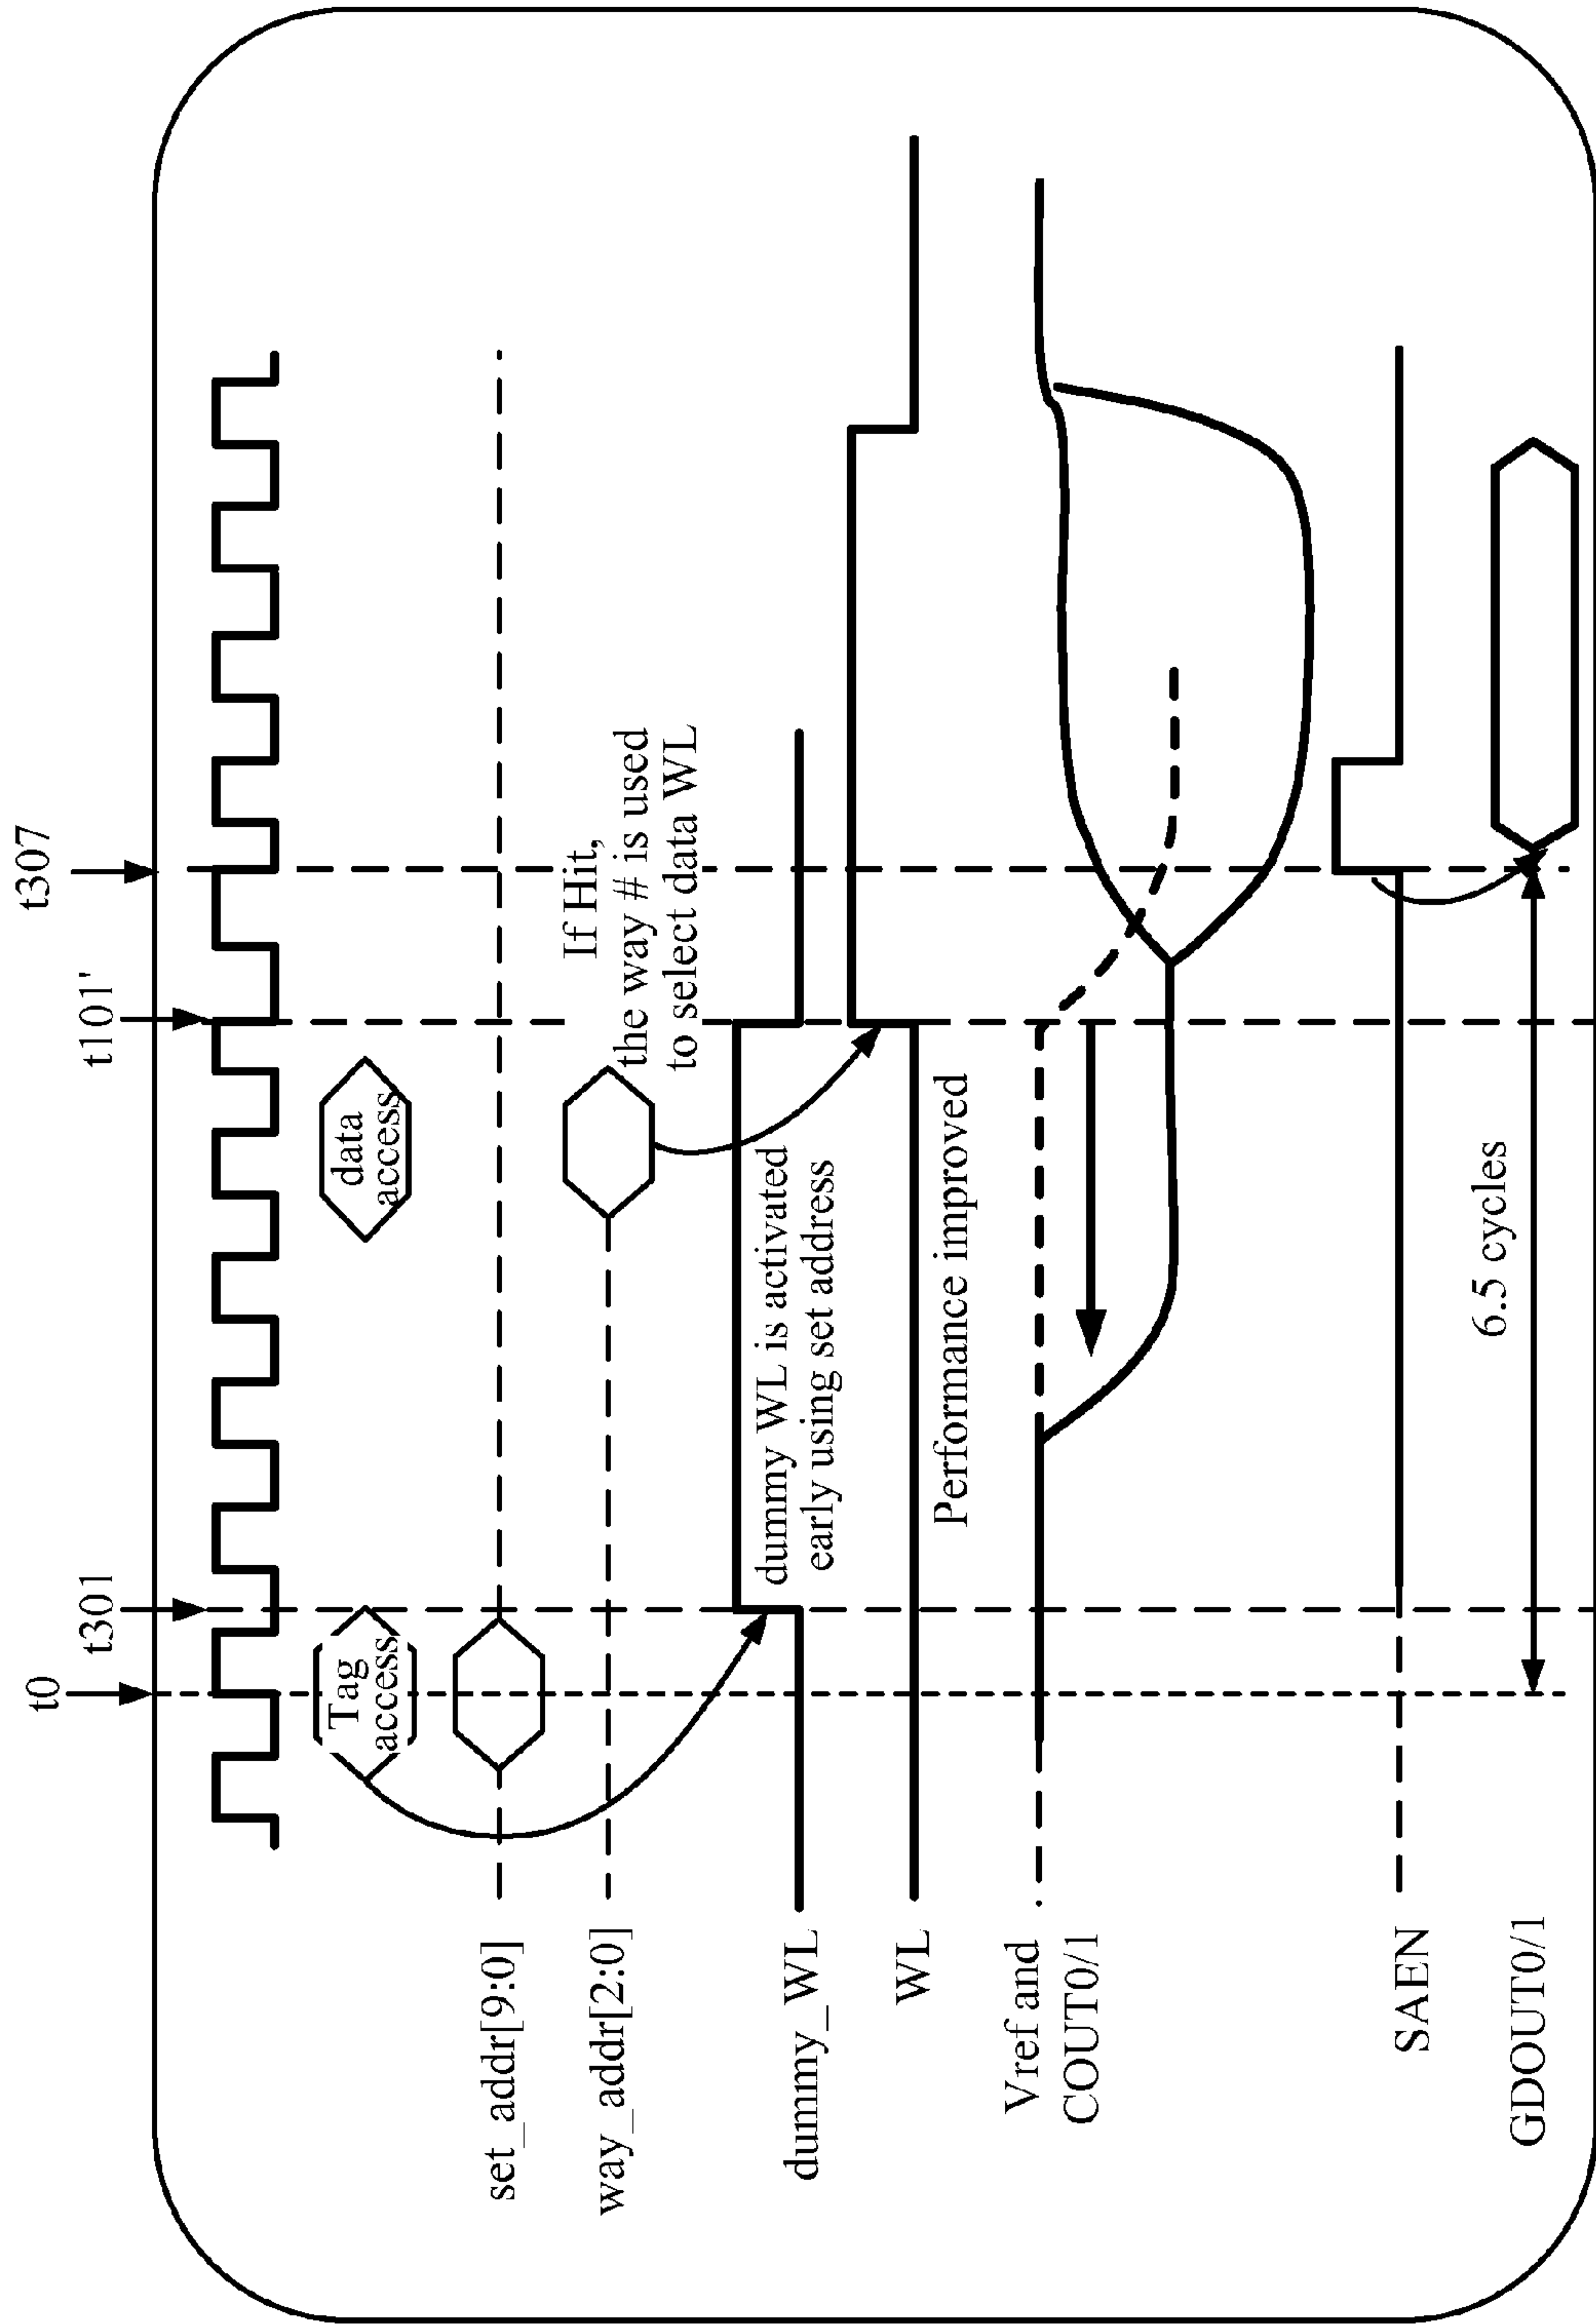 t0
t301
t101'
t307
Tag
access
data
access
set_addr[9:0]
way_addr[2:0]
If Hit,
the way # is used
to select data WL
dummy_WL
dummy WL is activated
early using set address
WL
Performance improved
Vref and
COUT0/1
SAEN
6.5 cycles
GDOUT0/1